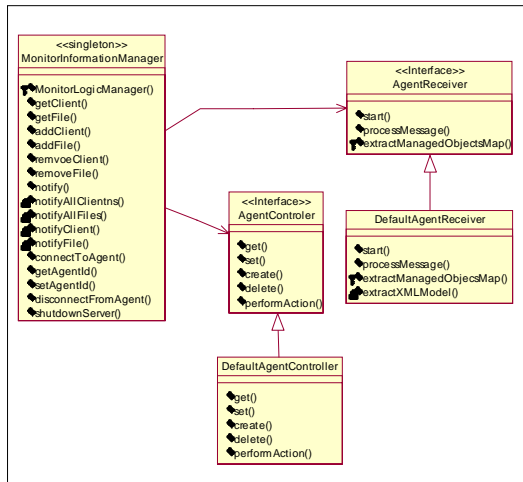 <<singleton>>
MonitorInformationManager
MonitorLogicManager()
getClient()
getFile()
addClient()
addFile()
remvoeClient()
removeFile()
notify()
notifyAllClientns()
notifyAllFiles()
notifyClient()
notifyFile()
connectToAgent()
getAgentId()
setAgentId()
disconnectFromAgent()
shutdownServer()
<<Interface>>
AgentReceiver
start()
processMessage()
extractManagedObjectsMap()
<<Interface>>
AgentControler
get()
set()
create()
delete()
performAction()
DefaultAgentReceiver
start()
processMessage()
extractManagedObjecsMap()
extractXMLModel()
DefaultAgentController
get()
set()
create()
delete()
performAction()